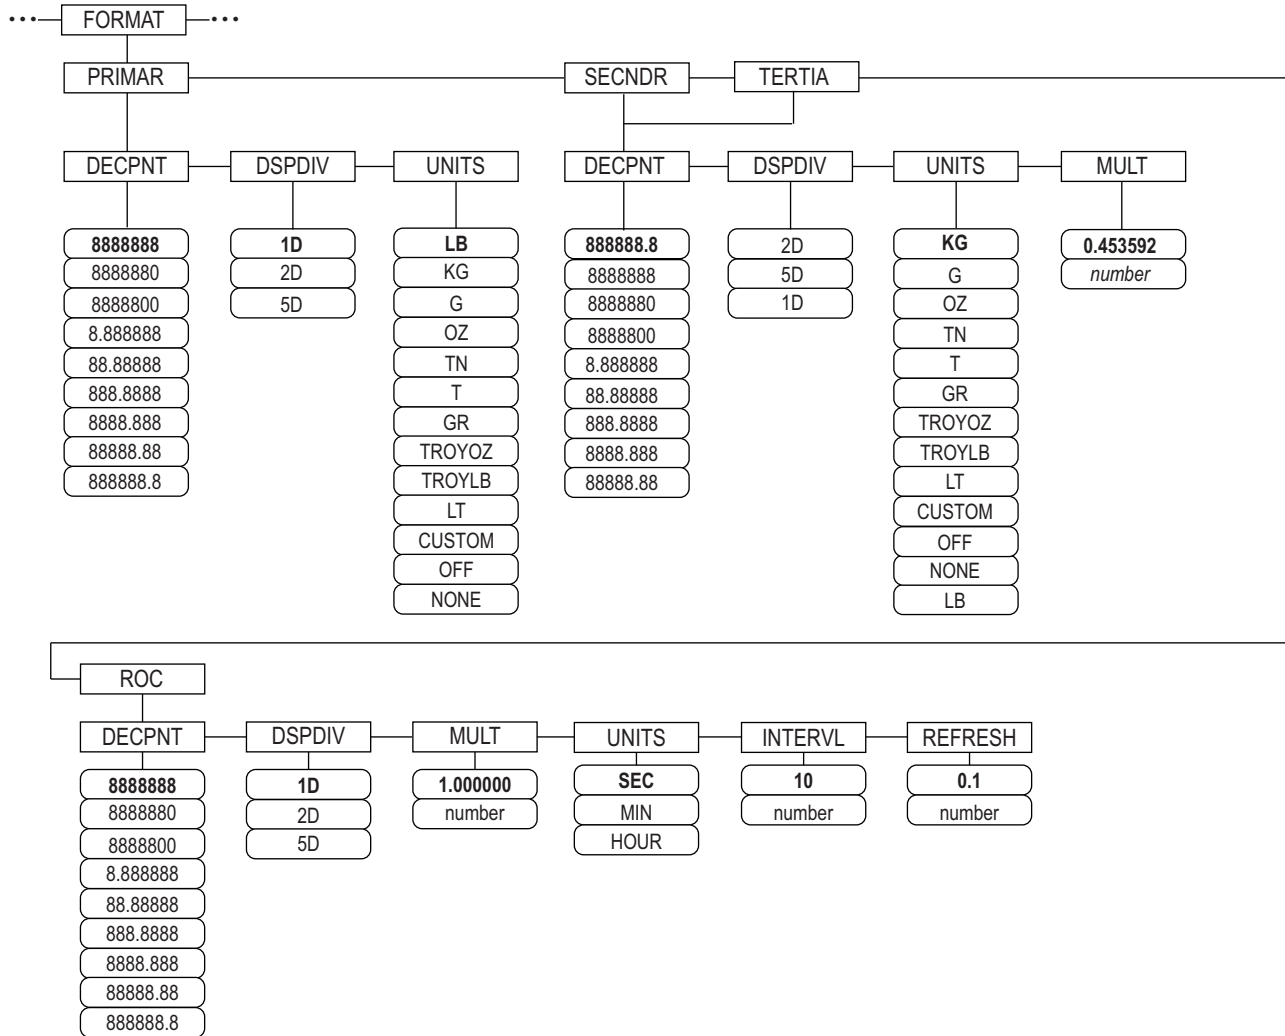 ••• FORMAT •••
PRIMAR SECNDR TERTIA
DECPNT DSPDIV UNITS DECPNT DSPDIV UNITS MULT
8888888 1D LB 888888.8 2D KG 0.453592
8888880 2D KG 8888888 5D G number
8888800 5D G 8888880 1D OZ
8.888888 OZ 8888800 TN
88.88888 TN 8.888888 T
888.8888 T 88.88888 GR
8888.888 GR 888.8888 TROYOZ
88888.88 TROYOZ 8888.888 TROYLB
888888.8 TROYLB 88888.88 LT
LT CUSTOM
CUSTOM OFF
OFF NONE
NONE LB
ROC
DECPNT DSPDIV MULT UNITS INTERVL REFRESH
8888888 1D 1.000000 SEC 10 0.1
8888880 2D number MIN number number
8888800 5D HOUR
8.888888
88.88888
888.8888
8888.888
88888.88
888888.8